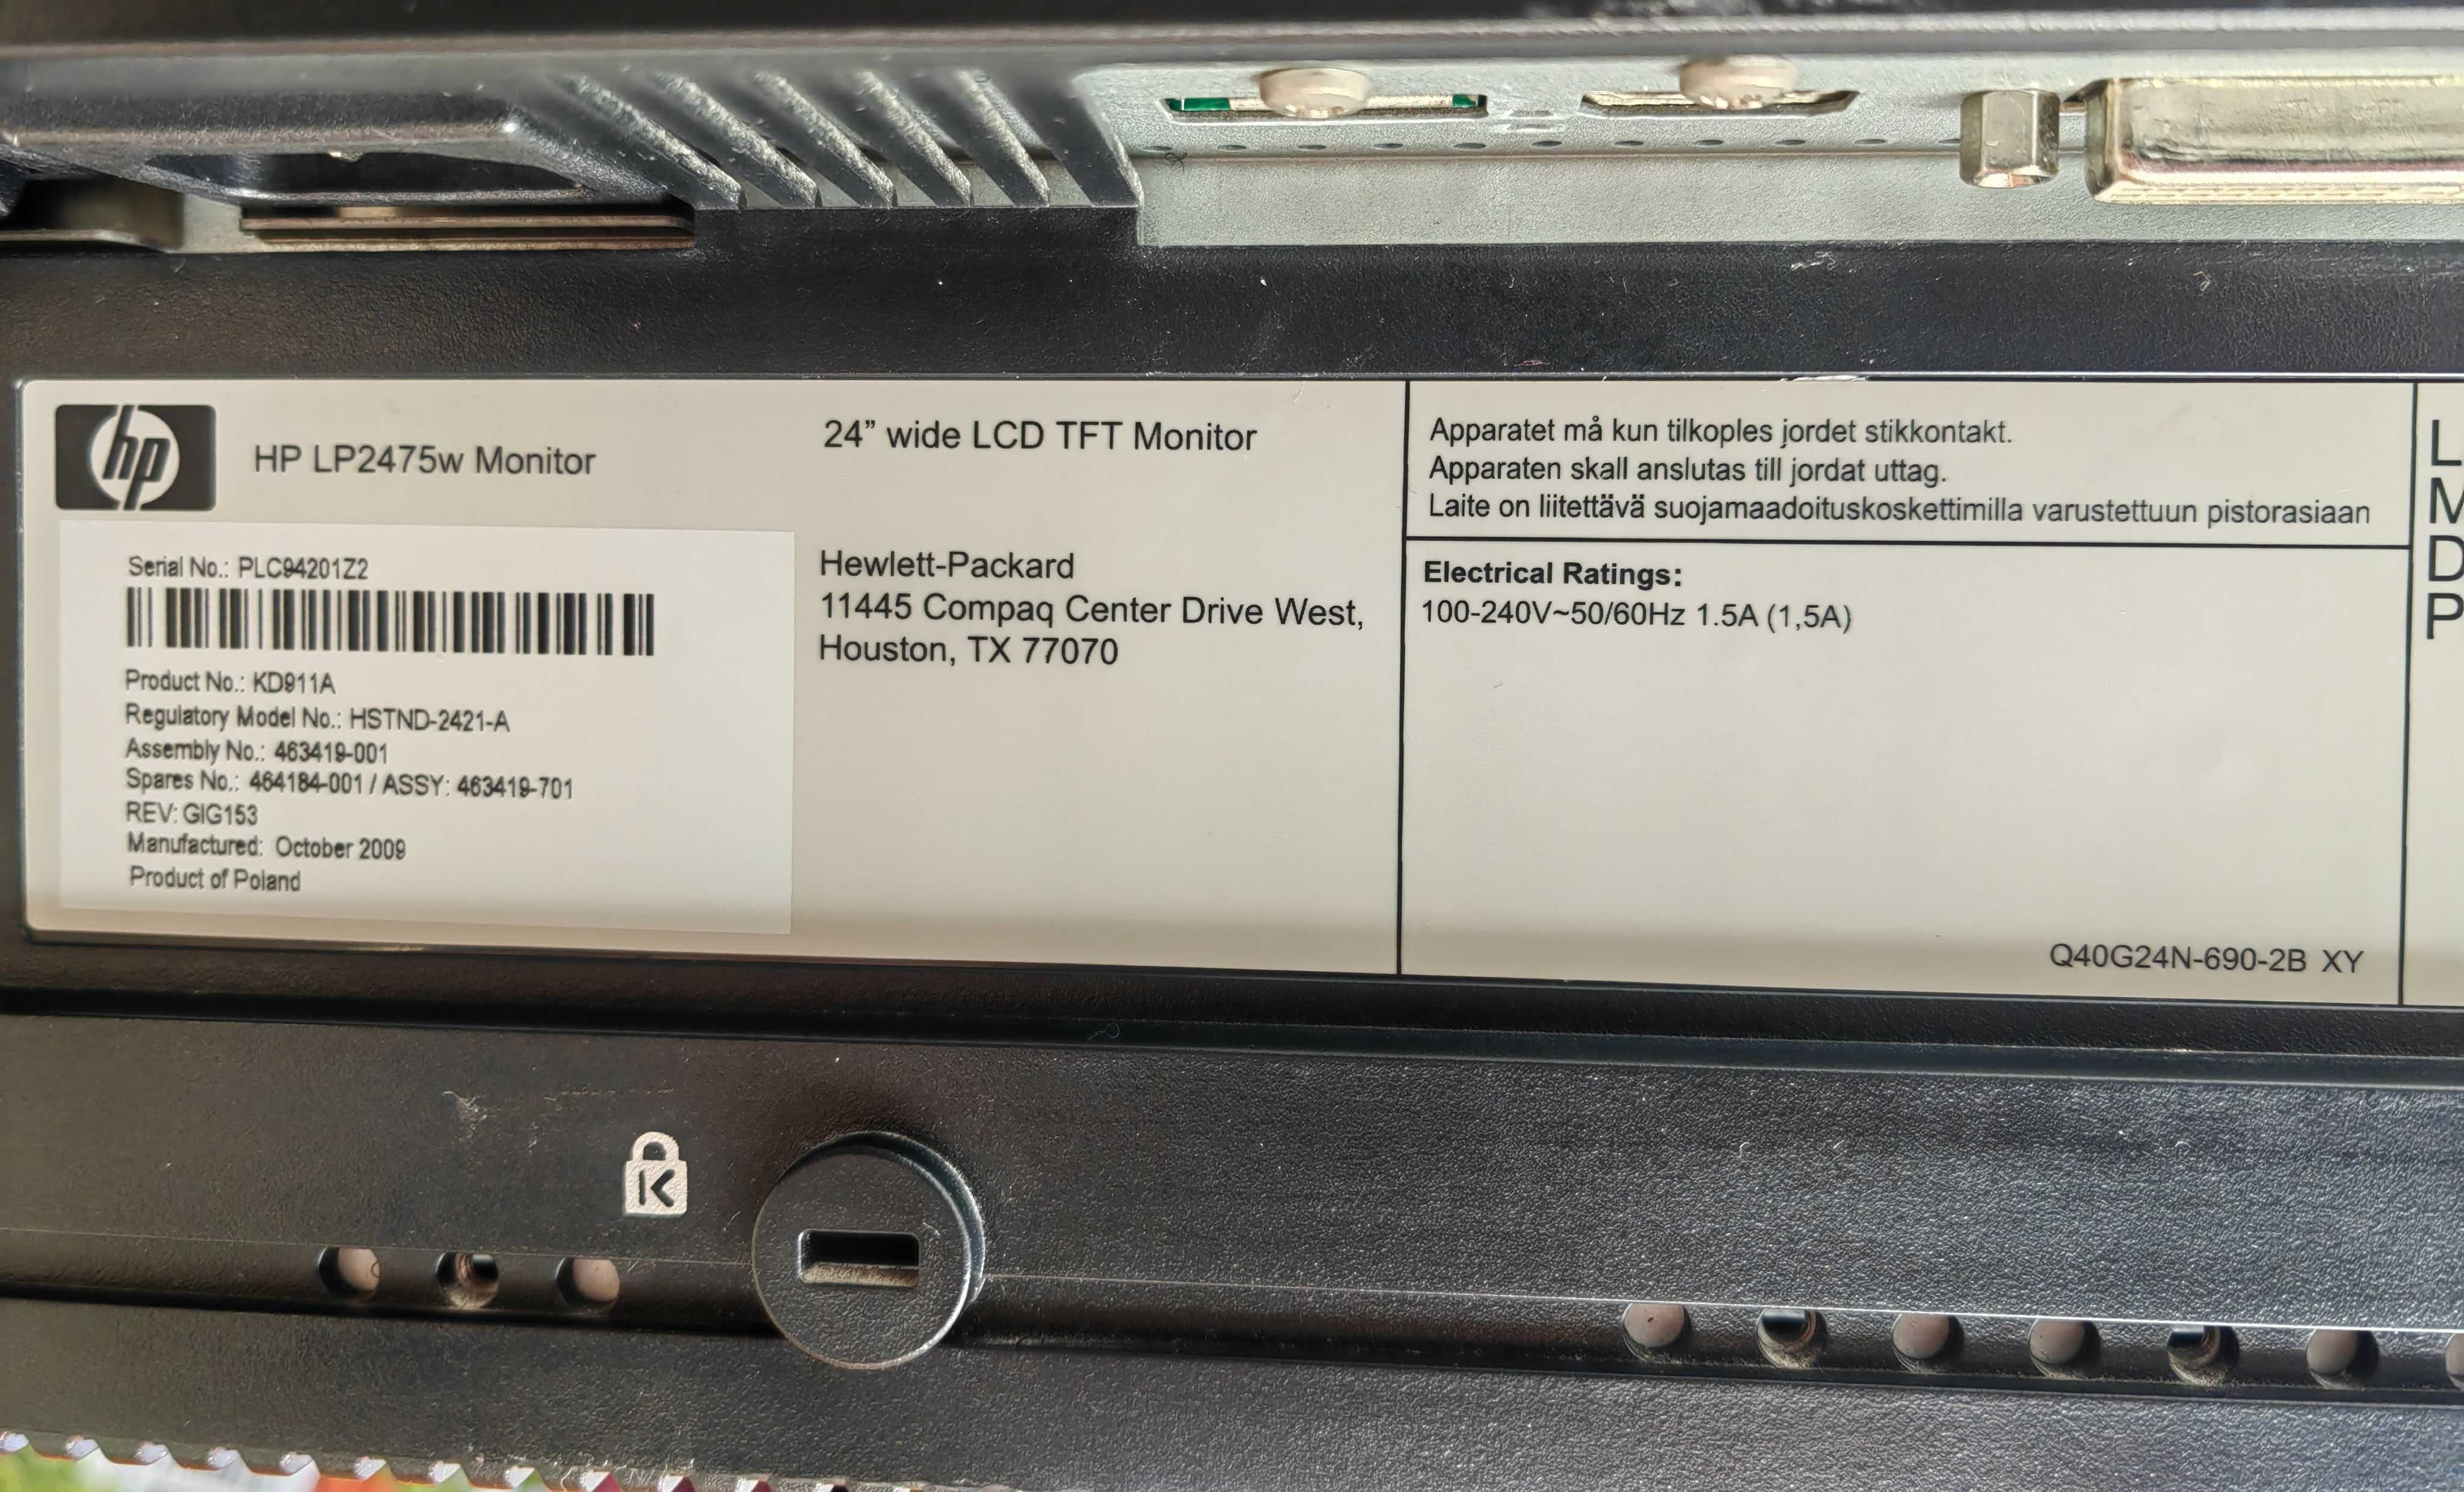 hp
HP LP2475w Monitor
24” wide LCD TFT Monitor
Serial No.: PLC94201Z2
Product No.: KD911A
Regulatory Model No.: HSTND-2421-A
Assembly No.: 463419-001
Spares No.: 464184-001 / ASSY: 463419-701
REV: GIG153
Manufactured: October 2009
Product of Poland
Hewlett-Packard
11445 Compaq Center Drive West,
Houston, TX 77070
Apparatet må kun tilkoples jordet stikkontakt.
Apparaten skall anslutas till jordat uttag.
Laite on liitettävä suojamaadoituskoskettimilla varustettuun pistorasiaan
Electrical Ratings:
100-240V~50/60Hz 1.5A (1,5A)
Q40G24N-690-2B XY
L
M
D
P
K